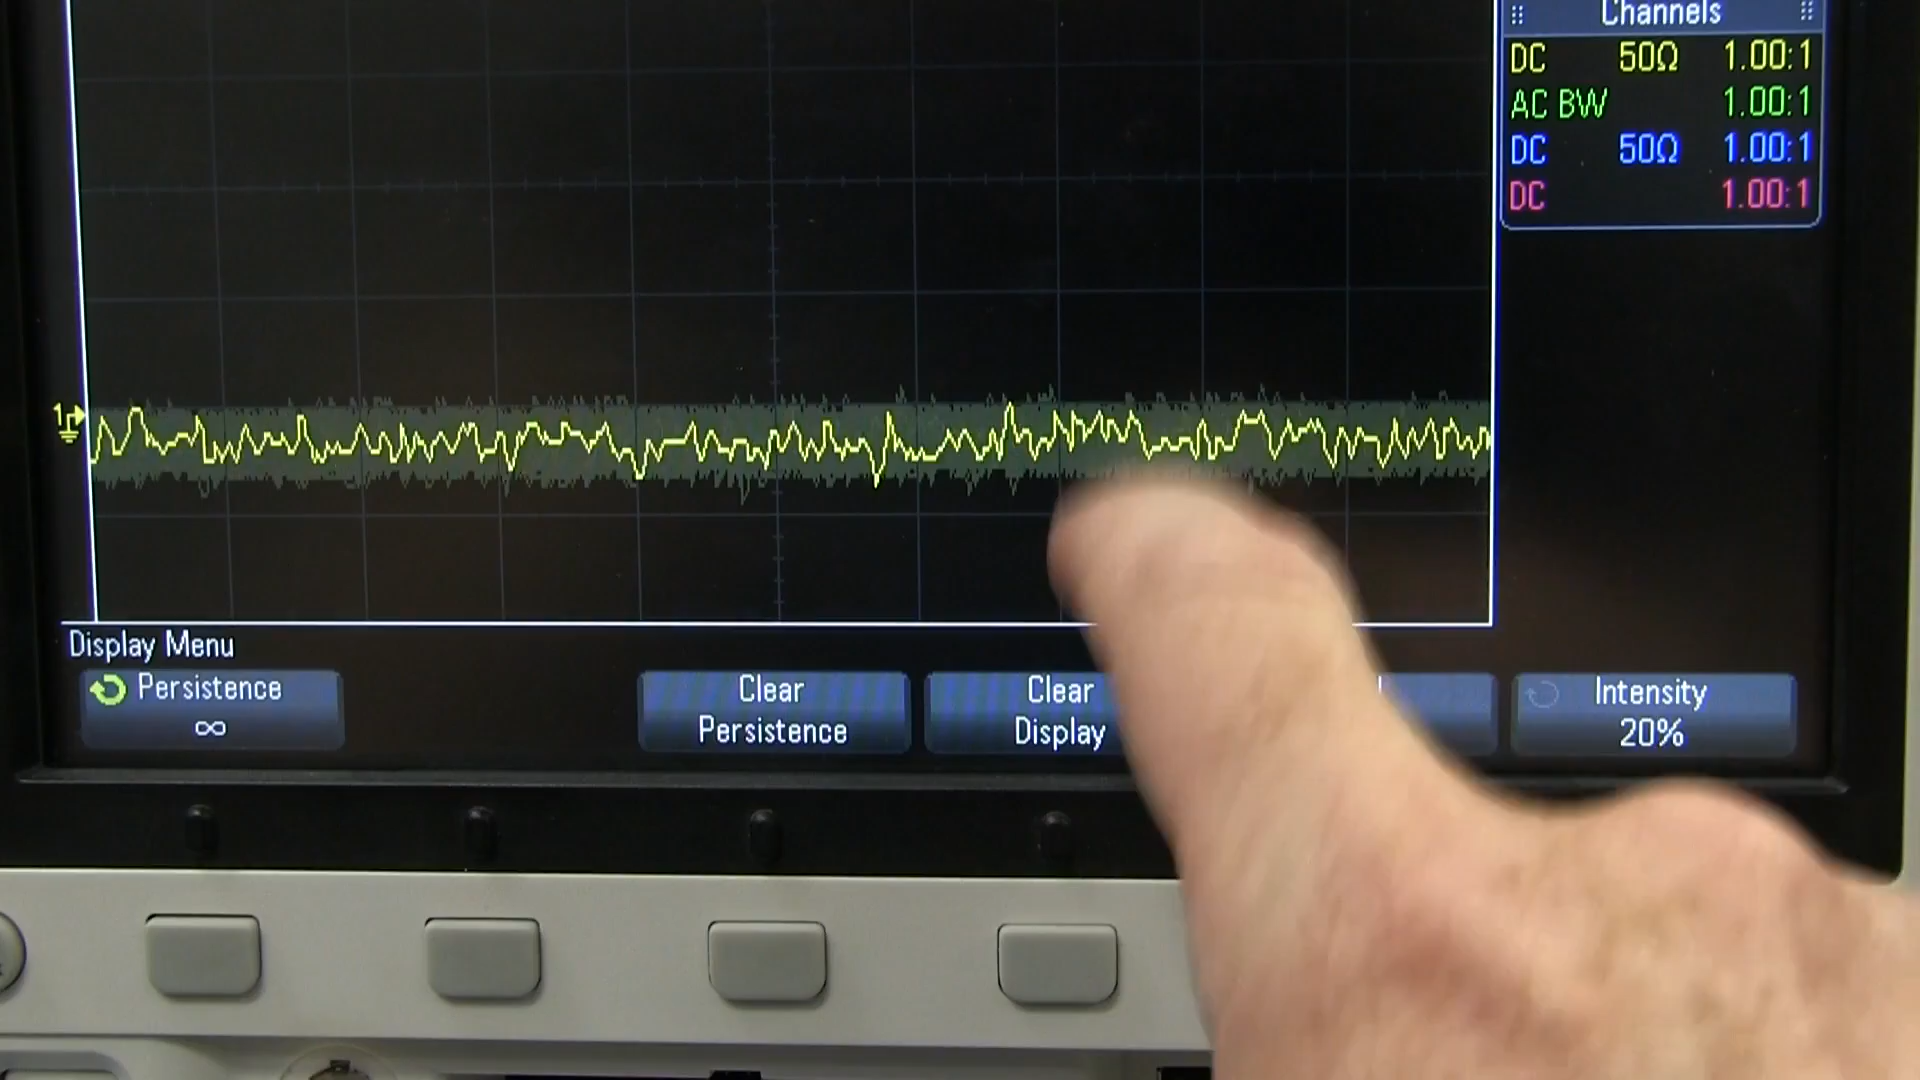 Channels
DC 50Ω 1.00:1
AC BW 1.00:1
DC 50Ω 1.00:1
DC 1.00:1
1
Display Menu
Persistence
∞
Clear
Persistence
Clear
Display
Intensity
20%